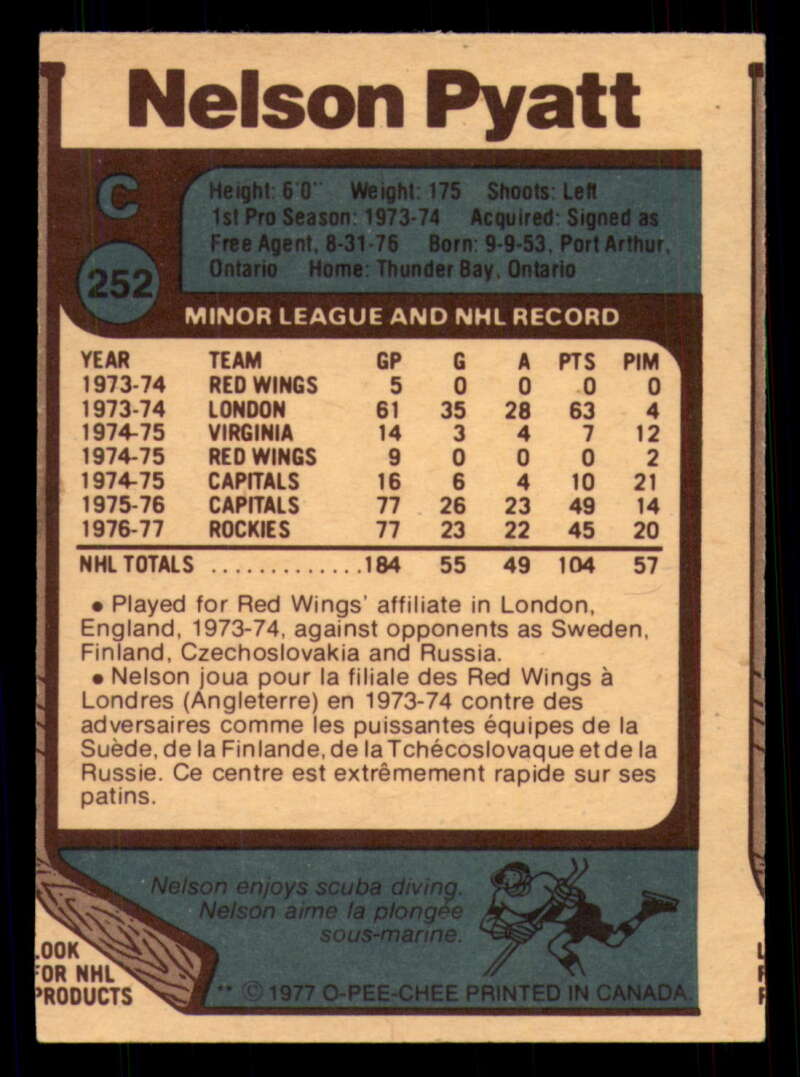 Nelson Pyatt
C
252
Height: 6'0" Weight: 175 Shoots: Left
1st Pro Season: 1973-74 Acquired: Signed as
Free Agent, 8-31-76 Born: 9-9-53, Port Arthur,
Ontario Home: Thunder Bay, Ontario
MINOR LEAGUE AND NHL RECORD
YEAR TEAM GP G A PTS PIM
1973-74 RED WINGS 5 0 0 0 0
1973-74 LONDON 61 35 28 63 4
1974-75 VIRGINIA 14 3 4 7 12
1974-75 RED WINGS 9 0 0 0 2
1974-75 CAPITALS 16 6 4 10 21
1975-76 CAPITALS 77 26 23 49 14
1976-77 ROCKIES 77 23 22 45 20
NHL TOTALS .............184 55 49 104 57
• Played for Red Wings' affiliate in London,
England, 1973-74, against opponents as Sweden,
Finland, Czechoslovakia and Russia.
• Nelson joua pour la filiale des Red Wings à
Londres (Angleterre) en 1973-74 contre des
adversaires comme les puissantes équipes de la
Suède, de la Finlande, de la Tchécoslovaque et de la
Russie. Ce centre est extrêmement rapide sur ses
patins.
Nelson enjoys scuba diving.
Nelson aime la plongée
sous-marine.
LOOK
FOR NHL
PRODUCTS
** © 1977 O-PEE-CHEE PRINTED IN CANADA
L
F
P